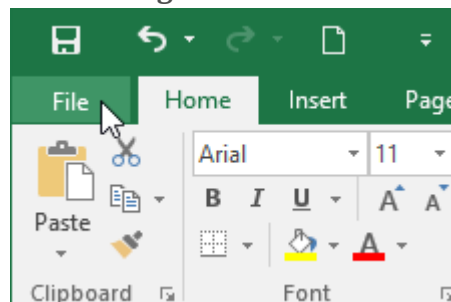 File Home Insert Page
Arial 11
B I U A A
Paste
A
Clipboard Font